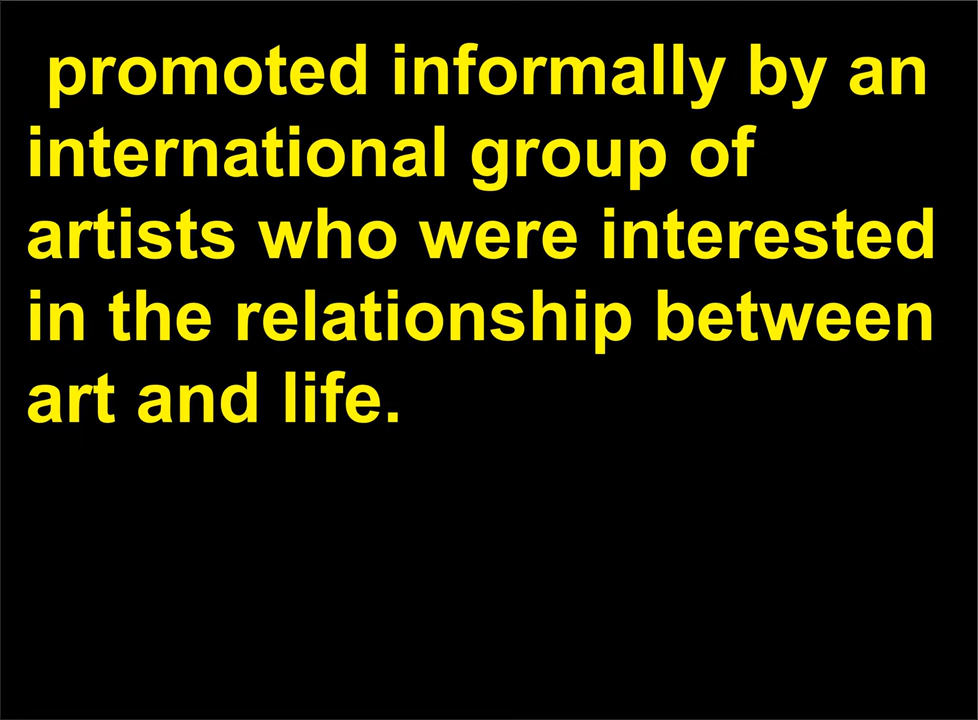 promoted informally by an
international group of
artists who were interested
in the relationship between
art and life.